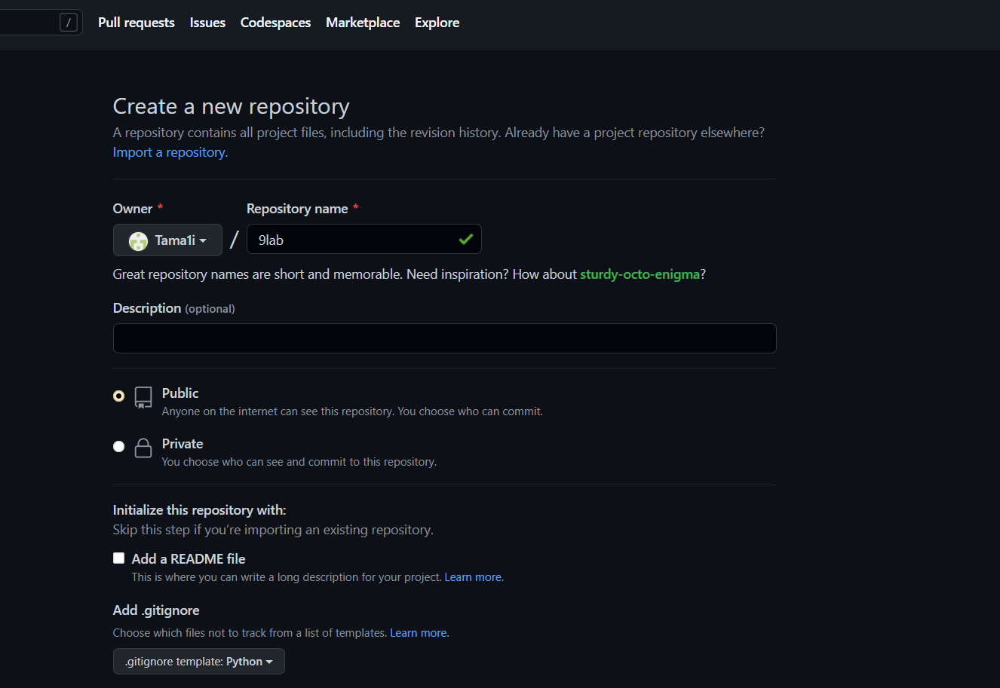 / Pull requests Issues Codespaces Marketplace Explore
Create a new repository
A repository contains all project files, including the revision history. Already have a project repository elsewhere?
Import a repository.
Owner * Repository name *
Tama1i / 9lab
Great repository names are short and memorable. Need inspiration? How about sturdy-octo-enigma?
Description (optional)
Public
Anyone on the internet can see this repository. You choose who can commit.
Private
You choose who can see and commit to this repository.
Initialize this repository with:
Skip this step if you’re importing an existing repository.
Add a README file
This is where you can write a long description for your project. Learn more.
Add .gitignore
Choose which files not to track from a list of templates. Learn more.
.gitignore template: Python